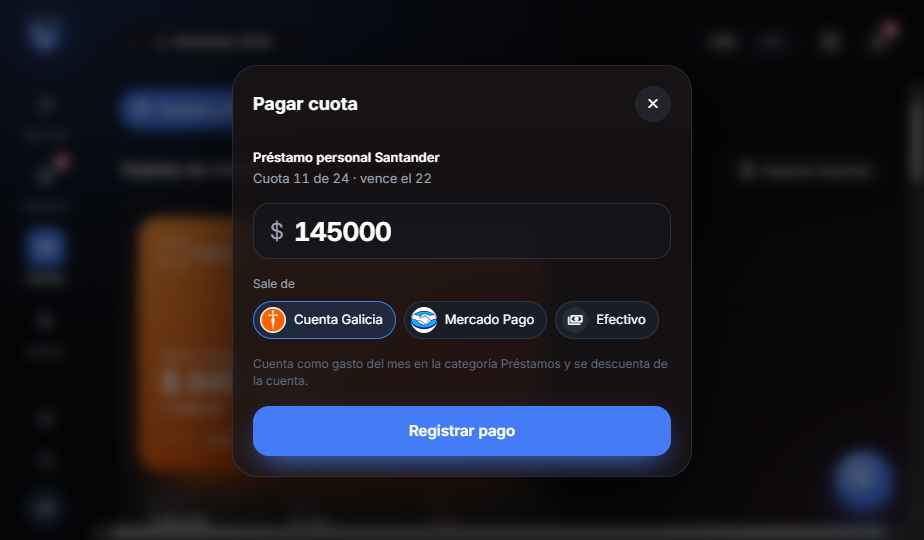 Pagar cuota
Préstamo personal Santander
Cuota 11 de 24 · vence el 22
$ 145000
Sale de
Cuenta Galicia
Mercado Pago
Efectivo
Cuenta como gasto del mes en la categoría Préstamos y se descuenta de
la cuenta.
Registrar pago